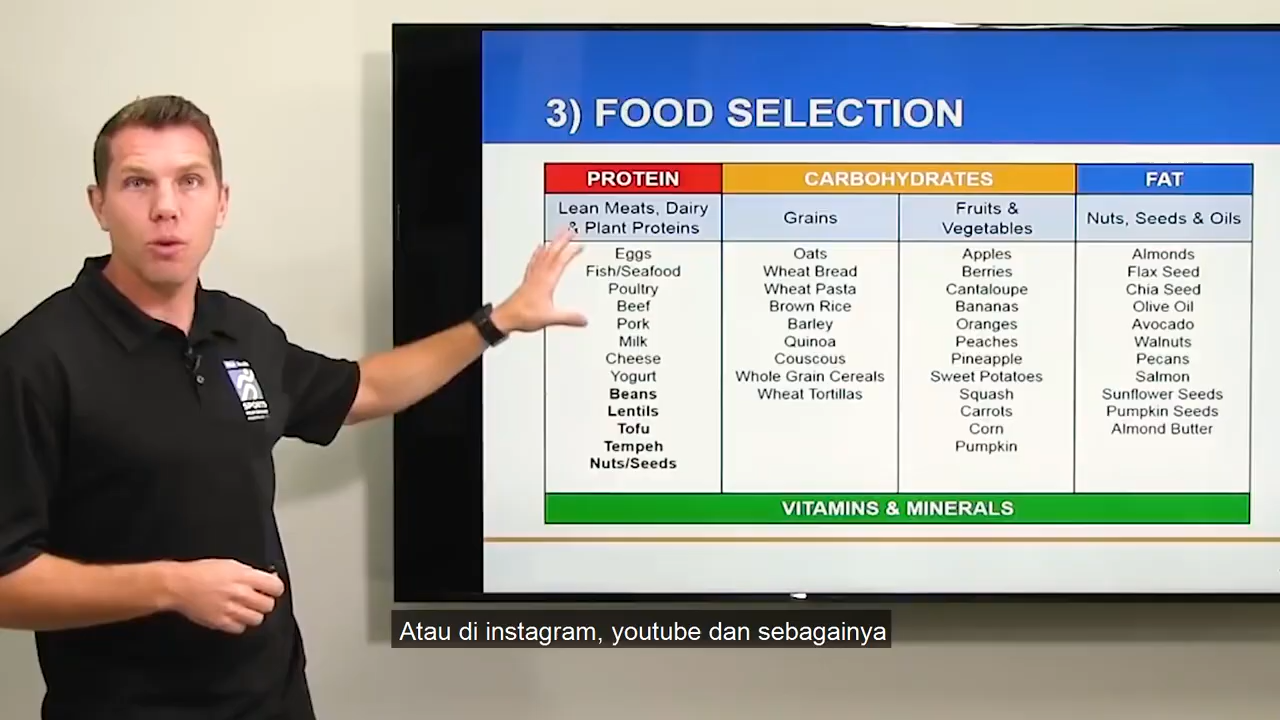 3) FOOD SELECTION
PROTEIN
CARBOHYDRATES
FAT
Lean Meats, Dairy
& Plant Proteins
Grains
Fruits &
Vegetables
Nuts, Seeds & Oils
Eggs
Fish/Seafood
Poultry
Beef
Pork
Milk
Cheese
Yogurt
Beans
Lentils
Tofu
Tempeh
Nuts/Seeds
Oats
Wheat Bread
Wheat Pasta
Brown Rice
Barley
Quinoa
Couscous
Whole Grain Cereals
Wheat Tortillas
Apples
Berries
Cantaloupe
Bananas
Oranges
Peaches
Pineapple
Sweet Potatoes
Squash
Carrots
Corn
Pumpkin
Almonds
Flax Seed
Chia Seed
Olive Oil
Avocado
Walnuts
Pecans
Salmon
Sunflower Seeds
Pumpkin Seeds
Almond Butter
VITAMINS & MINERALS
SPORTS
Atau di instagram, youtube dan sebagainya